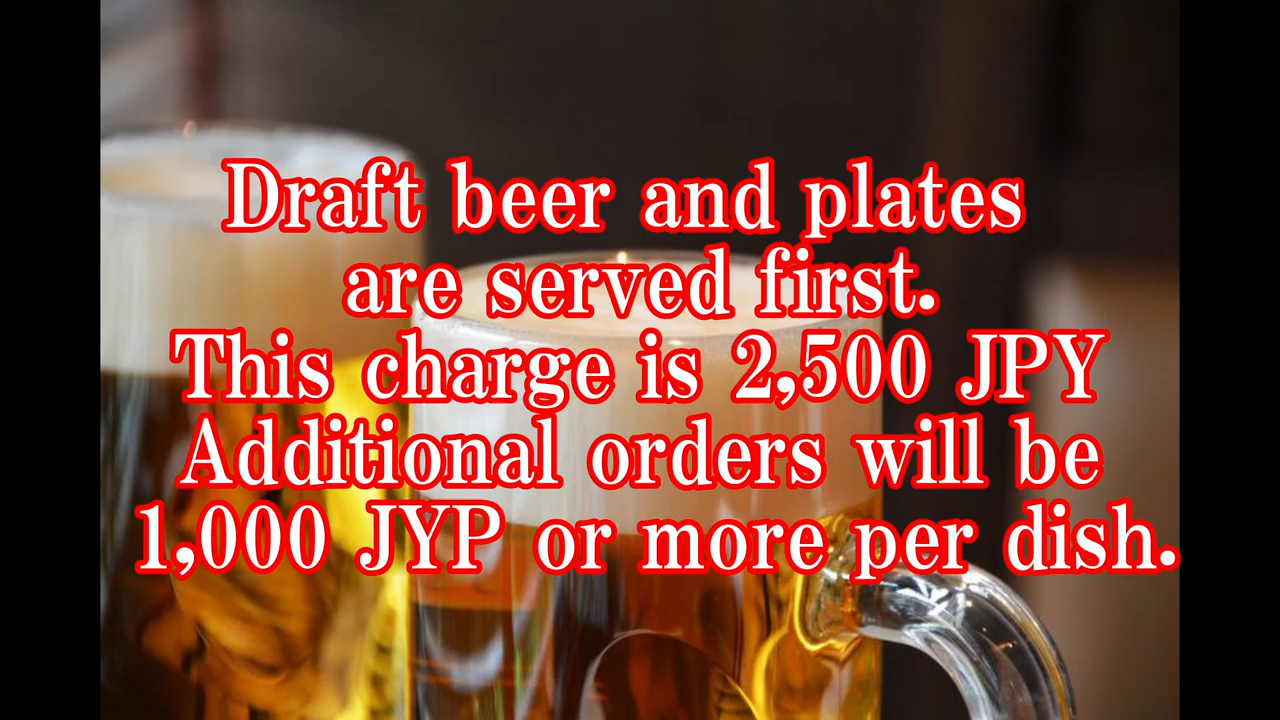 Draft beer and plates
are served first.
This charge is 2,500 JPY
Additional orders will be
1,000 JYP or more per dish.